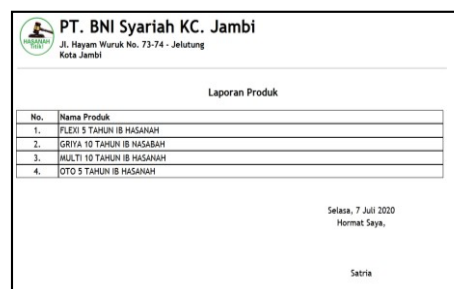 HASANAH
Titik!
PT. BNI Syariah KC. Jambi
Jl. Hayam Wuruk No. 73-74 - Jelutung
Kota Jambi
Laporan Produk
No. Nama Produk
1. FLEXI 5 TAHUN IB HASANAH
2. GRIYA 10 TAHUN IB NASABAH
3. MULTI 10 TAHUN IB HASANAH
4. OTO 5 TAHUN IB HASANAH
Selasa, 7 Juli 2020
Hormat Saya,
Satria